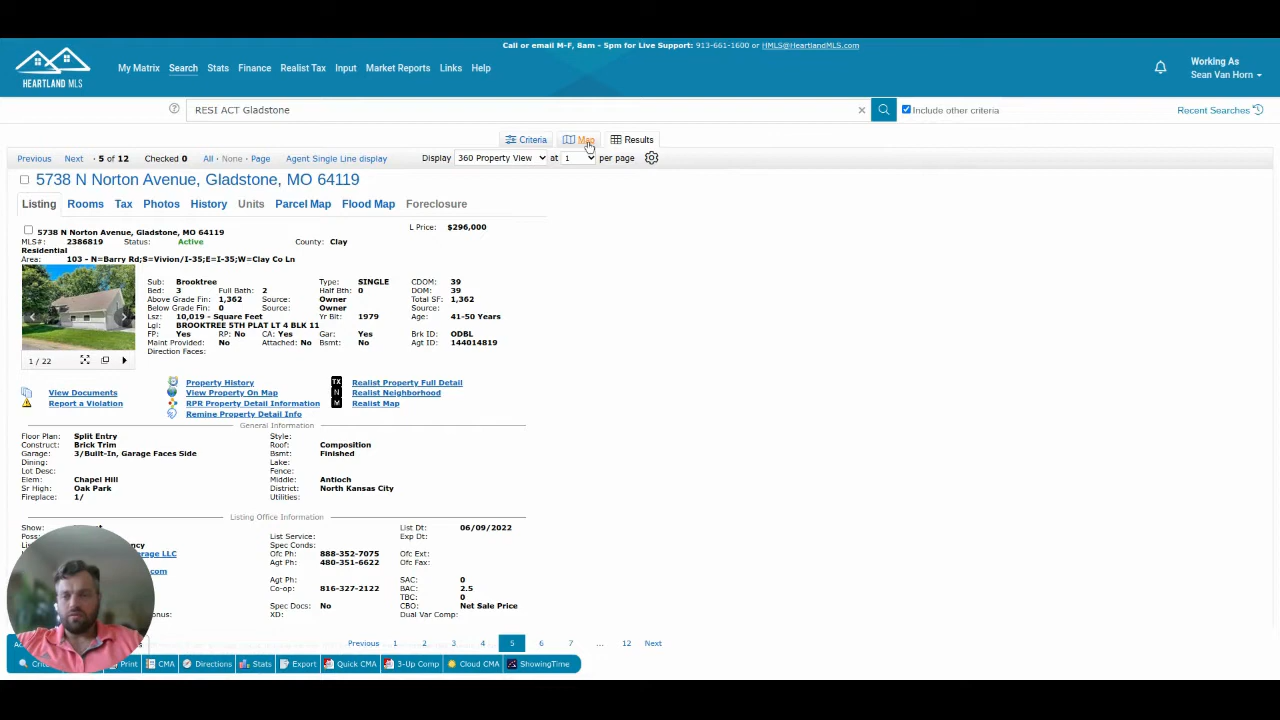 Call or email M-F, 8am - 5pm for Live Support: 913-661-1600 or HMLS@HeartlandMLS.com
HEARTLAND MLS
My Matrix Search Stats Finance Realist Tax Input Market Reports Links Help
Working As
Sean Van Horn
RESI ACT Gladstone
Include other criteria
Recent Searches
Criteria Map Results
Previous Next · 5 of 12 Checked 0 All · None · Page Agent Single Line display Display 360 Property View at 1 per page
5738 N Norton Avenue, Gladstone, MO 64119
Listing Rooms Tax Photos History Units Parcel Map Flood Map Foreclosure
5738 N Norton Avenue, Gladstone, MO 64119 L Price: $296,000
MLS#: 2386819 Status: Active County: Clay
Residential
Area: 103 - N=Barry Rd;S=Vivion/I-35;E=I-35;W=Clay Co Ln
Sub: Brooktree Type: SINGLE CDOM: 39
Bed: 3 Full Bath: 2 Half Bth: 0 DOM: 39
Above Grade Fin: 1,362 Source: Owner Total SF: 1,362
Below Grade Fin: 0 Source: Owner Source:
Lsz: 10,019 - Square Feet Yr Blt: 1979 Age: 41-50 Years
Lgl: BROOKTREE 5TH PLAT LT 4 BLK 11
FP: Yes RP: No CA: Yes Gar: Yes Brk ID: ODBL
Maint Provided: No Attached: No Bsmt: No Agt ID: 144014819
Direction Faces:
1 / 22
Property History Realist Property Full Detail
View Documents View Property On Map Realist Neighborhood
Report a Violation RPR Property Detail Information Realist Map
Remine Property Detail Info
TX
N
M
General Information
Floor Plan: Split Entry Style:
Construct: Brick Trim Roof: Composition
Garage: 3/Built-In, Garage Faces Side Bsmt: Finished
Dining: Lake:
Lot Desc: Fence:
Elem: Chapel Hill Middle: Antioch
Sr High: Oak Park District: North Kansas City
Fireplace: 1/ Utilities:
Listing Office Information
Show: List Dt: 06/09/2022
Poss: List Service: Exp Dt:
Spec Conds:
Ofc Ph: 888-352-7075 Ofc Ext:
Agt Ph: 480-351-6622 Ofc Fax:
.com
Agt Ph: SAC: 0
Co-op: 816-327-2122 BAC: 2.5
TBC: 0
Spec Docs: No CBO: Net Sale Price
XD: Dual Var Comp:
Previous 1 2 3 4 5 6 7 ... 12 Next
Print CMA Directions Stats Export Quick CMA 3-Up Comp Cloud CMA ShowingTime